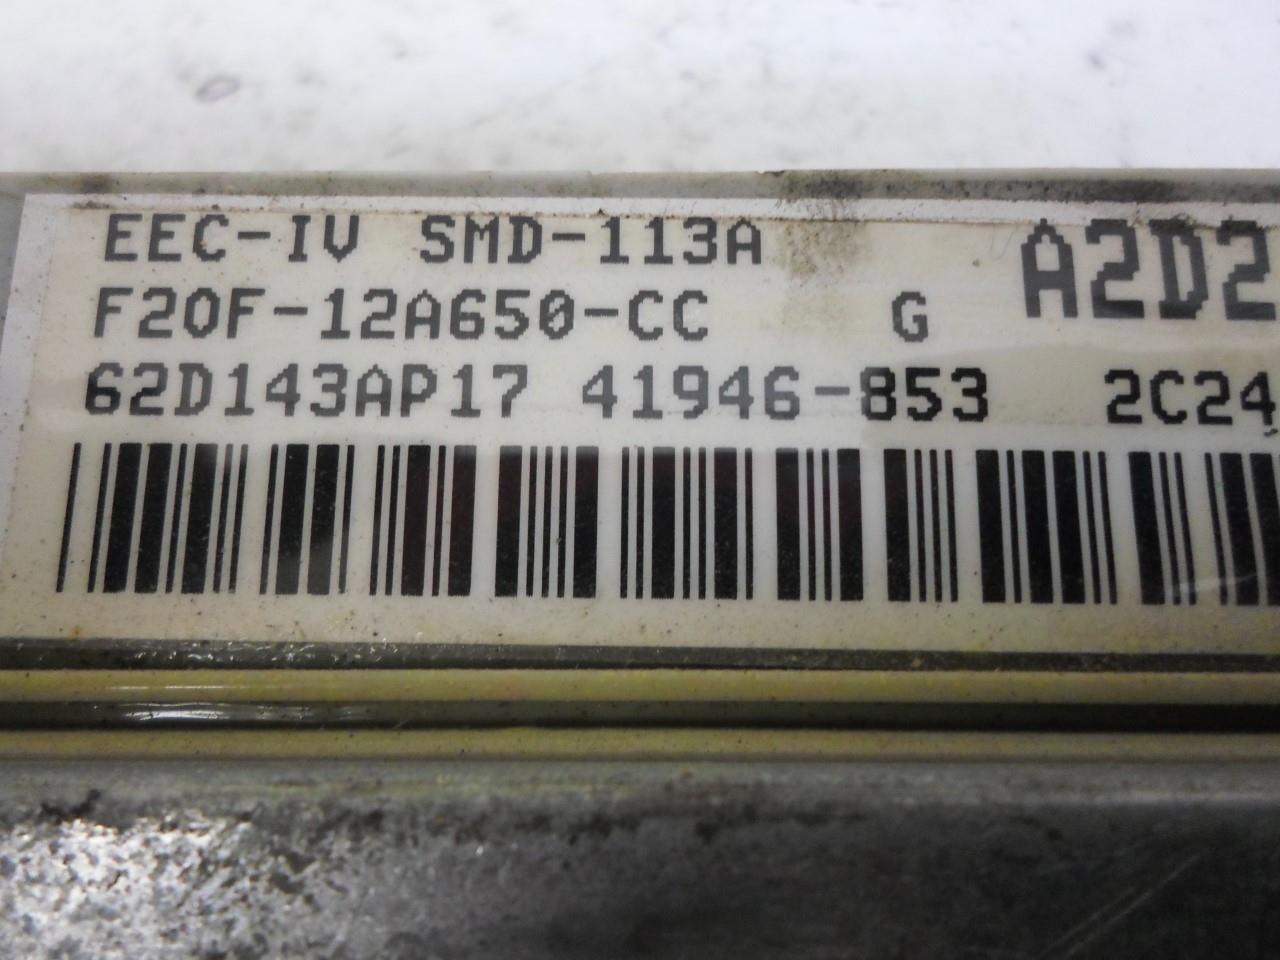 EEC-IV SMD-113A A2D2
F2OF-12A650-CC G
62D143AP17 41946-853 2C24